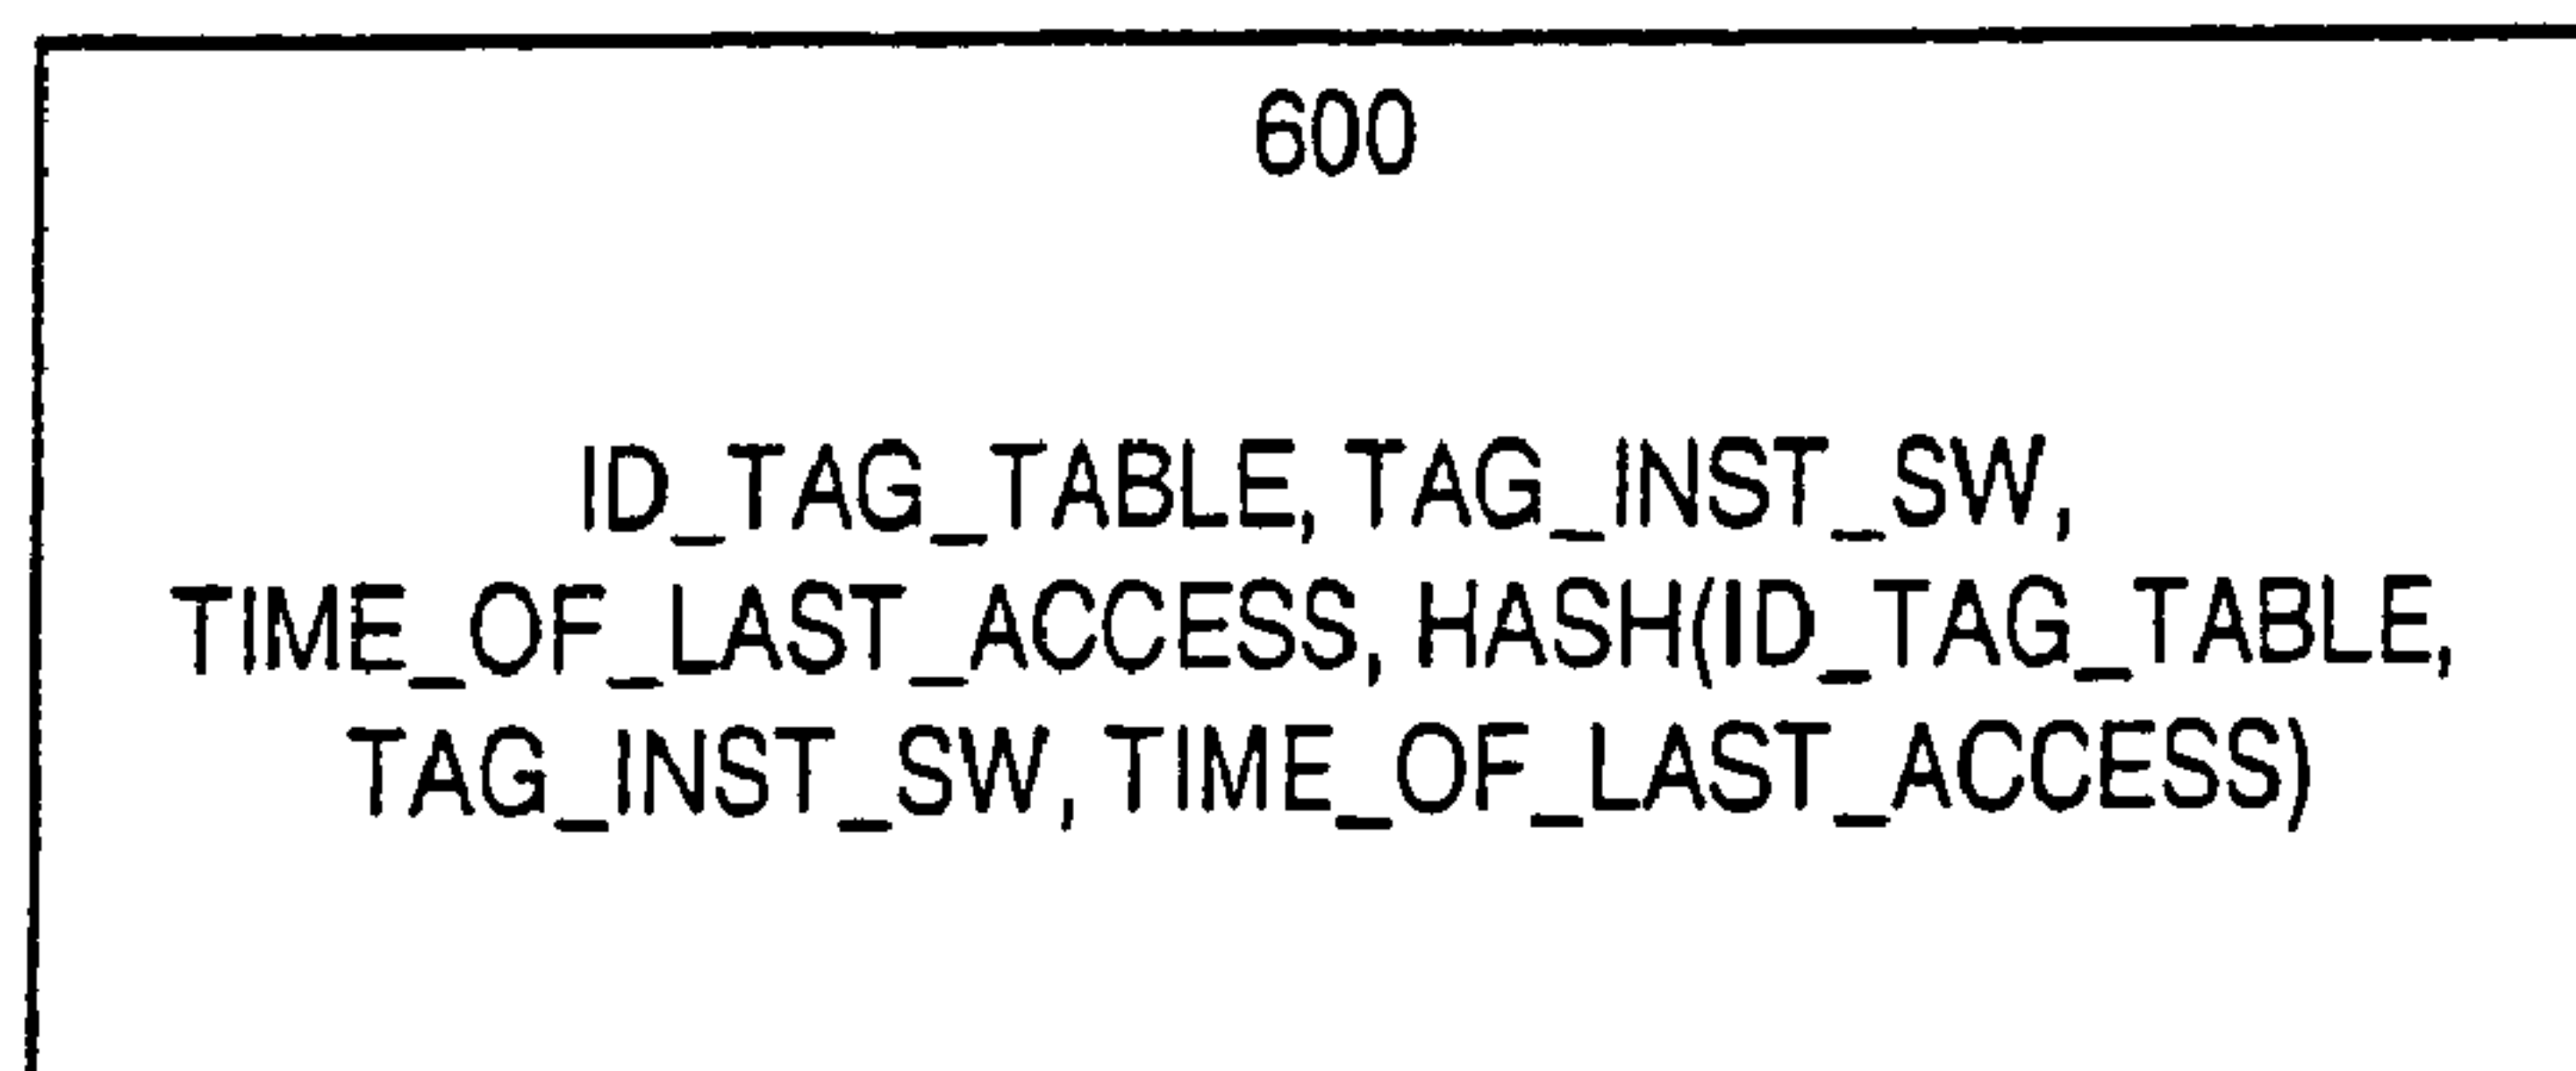 600
ID_TAG_TABLE, TAG_INST_SW,
TIME_OF_LAST_ACCESS, HASH(ID_TAG_TABLE,
TAG_INST_SW, TIME_OF_LAST_ACCESS)